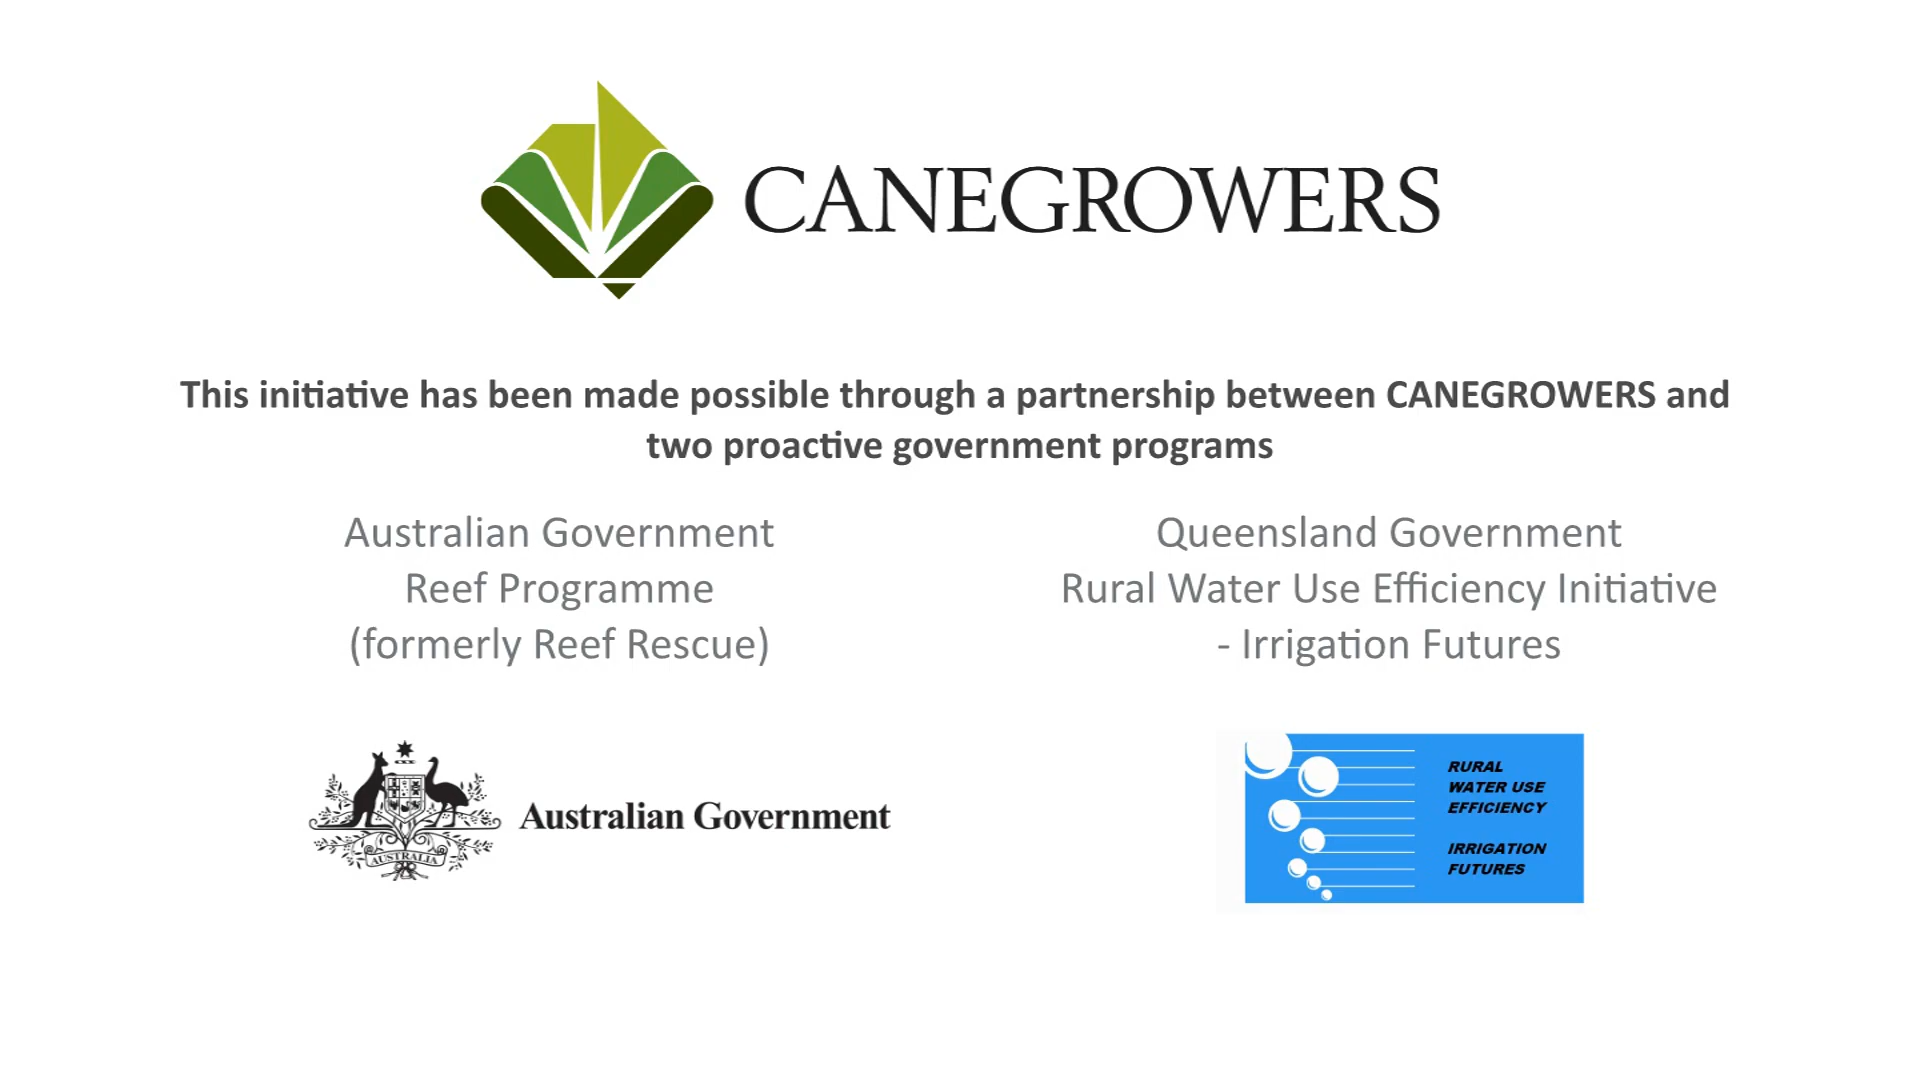 CANEGROWERS
This initiative has been made possible through a partnership between CANEGROWERS and
two proactive government programs
Australian Government
Reef Programme
(formerly Reef Rescue)
Queensland Government
Rural Water Use Efficiency Initiative
- Irrigation Futures
AUSTRALIA
Australian Government
RURAL
WATER USE
EFFICIENCY
IRRIGATION
FUTURES